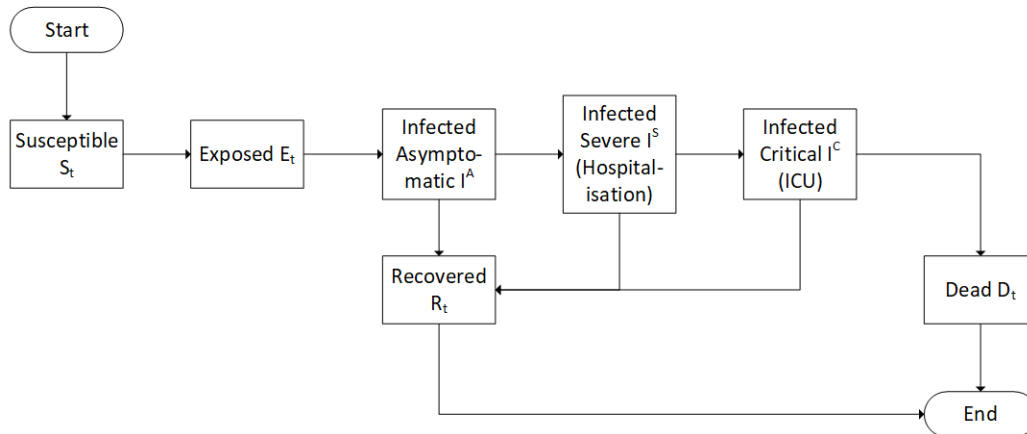 Start
Susceptible
Sₜ
Exposed Eₜ
Infected
Asympto-
matic Iᴬ
Infected
Severe Iˢ
(Hospital-
isation)
Infected
Critical Iᶜ
(ICU)
Recovered
Rₜ
Dead Dₜ
End